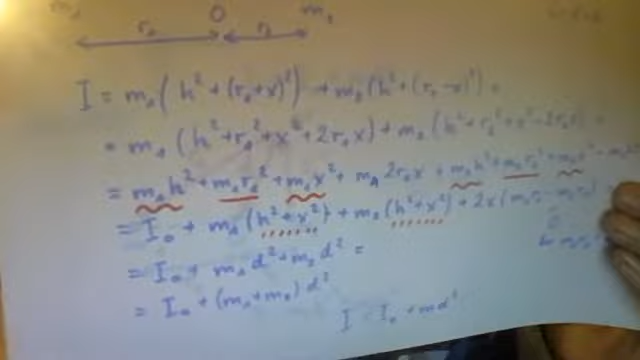 O m₂
r₁ r₂
I = m₁(h² + (r₁+x)²) + m₂(h² + (r₂-x)²) =
= m₁(h² + r₁² + x² + 2r₁x) + m₂(h² + r₂² + x² - 2r₂x) =
= m₁h² + m₁r₁² + m₁x² + m₁2r₁x + m₂h² + m₂r₂² + m₂x²
= I₀ + m₁(h²+x²) + m₂(h²+x²) + 2x(m₁r₁ - m₂r₂)
= I₀ + m₁d² + m₂d² =
= I₀ + (m₁+m₂)d²
I = I₀ + md²